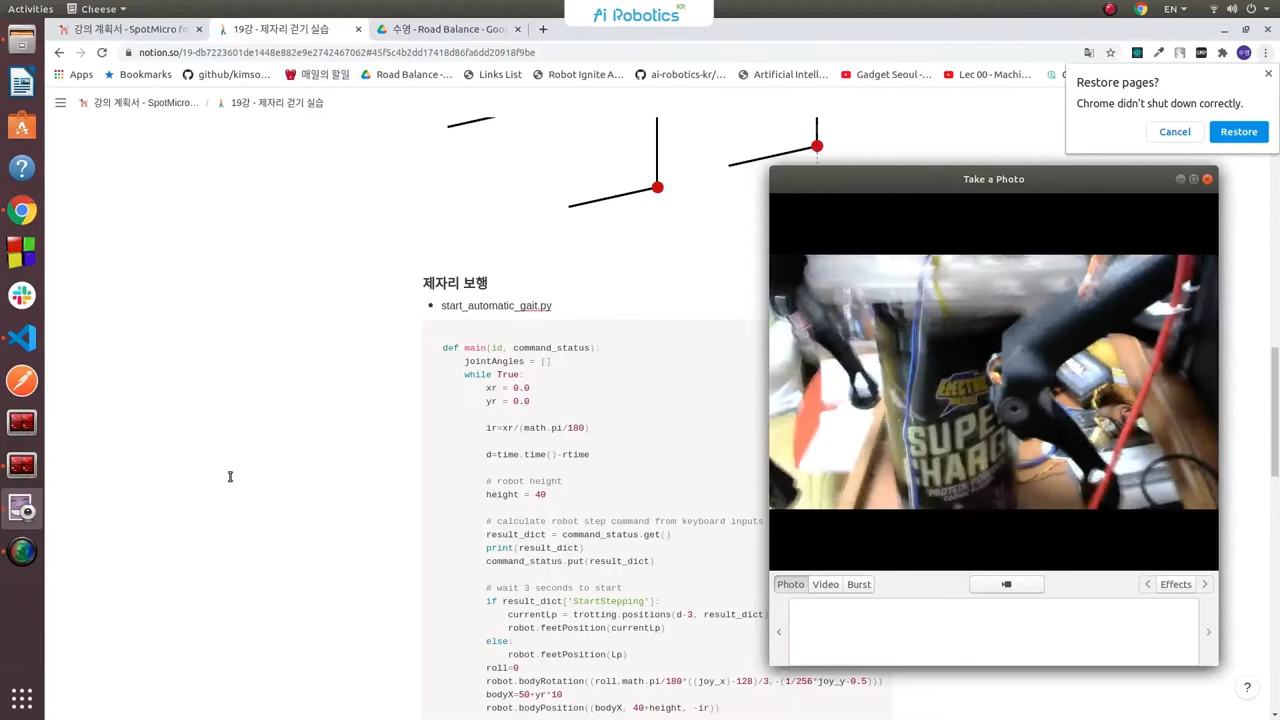 Activities
Cheese
Ai Robotics KR
EN
강의 계획서 - SpotMicro fo
19강 - 제자리 걷기 실습
수영 - Road Balance - Goo
notion.so/19-db7223601de1448e882e9e2742467062#45f5c4b2dd17418d86fa6dd20918f9be
수영
Apps
Bookmarks
github/kimso...
매일의 할일
Road Balance -...
Links List
Robot Ignite A...
ai-robotics-kr/...
Artificial Intell...
Gadget Seoul -...
Lec 00 - Machi...
강의 계획서 - SpotMicro...
/
19강 - 제자리 걷기 실습
Restore pages?
Chrome didn't shut down correctly.
Cancel
Restore
제자리 보행
start_automatic_gait.py
def main(id, command_status):
jointAngles = []
while True:
xr = 0.0
yr = 0.0
ir=xr/(math.pi/180)
d=time.time()-rtime
# robot height
height = 40
# calculate robot step command from keyboard inputs
result_dict = command_status.get()
print(result_dict)
command_status.put(result_dict)
# wait 3 seconds to start
if result_dict['StartStepping']:
currentLp = trotting.positions(d-3, result_dict)
robot.feetPosition(currentLp)
else:
robot.feetPosition(Lp)
roll=0
robot.bodyRotation((roll,math.pi/180*((joy_x)-128)/3,-(1/256*joy_y-0.5)))
bodyX=50+yr*10
robot.bodyPosition((bodyX, 40+height, -ir))
Take a Photo
SUPER
CHARGE
Photo
Video
Burst
Effects
?